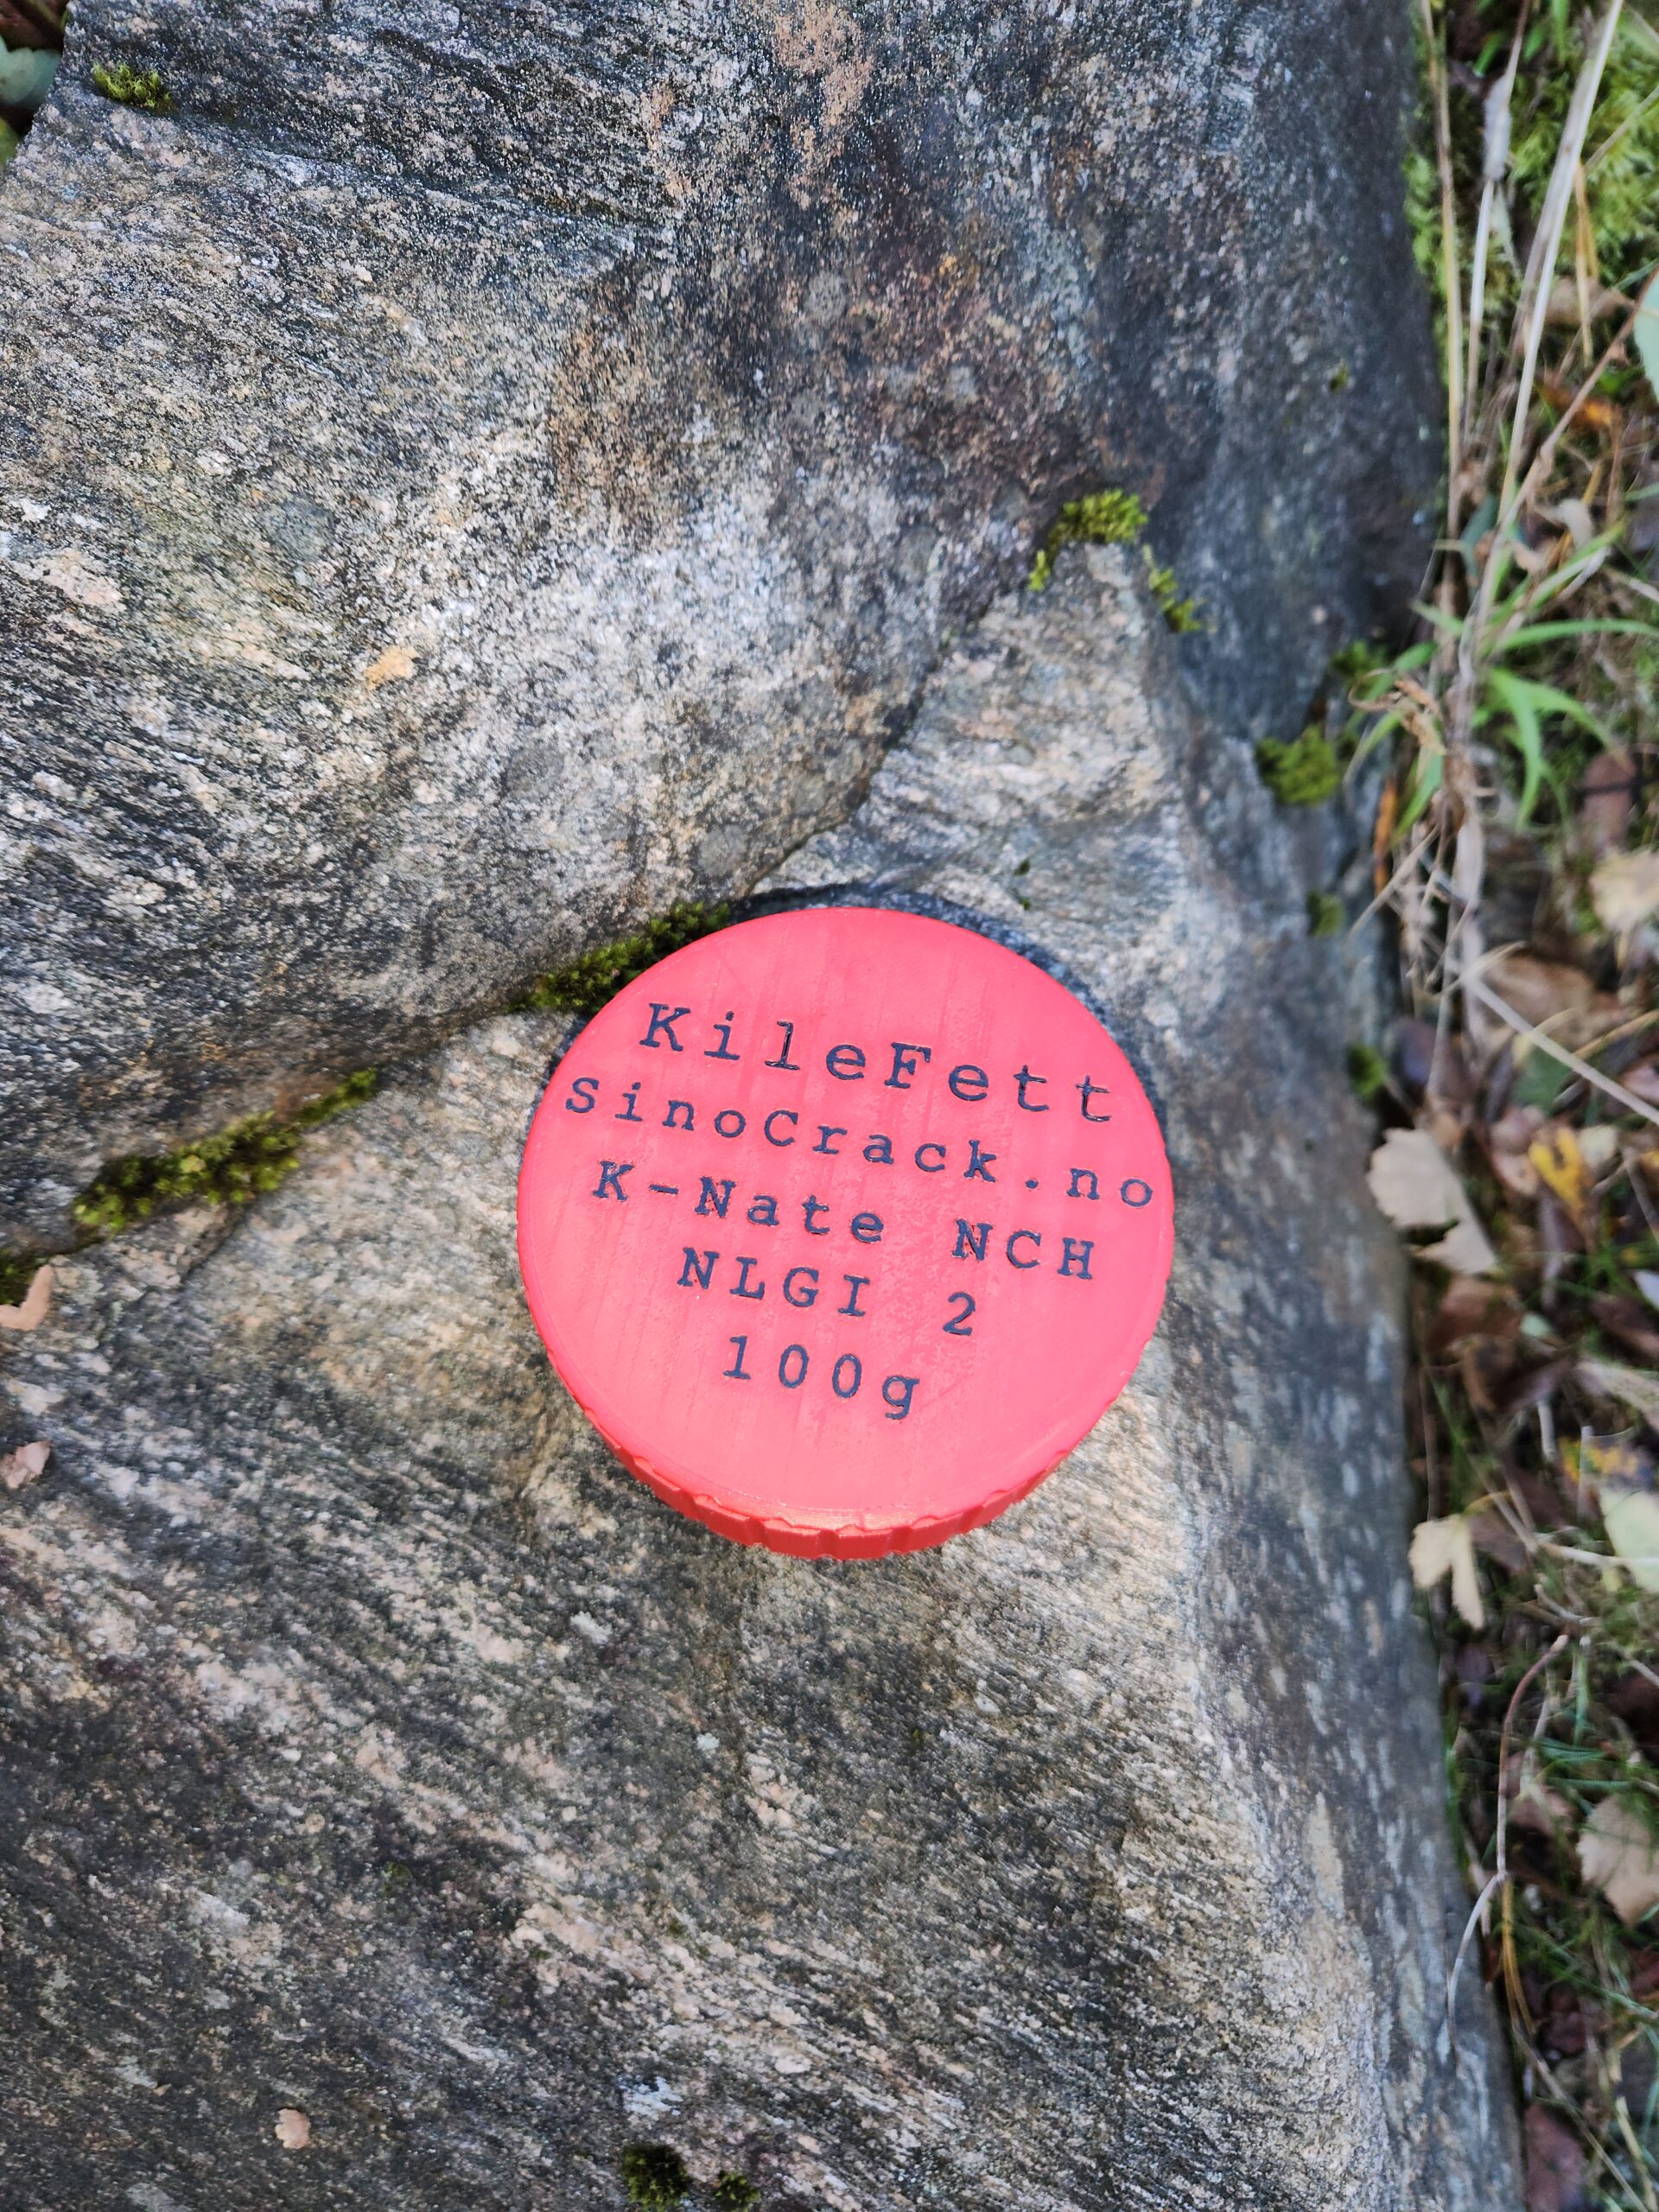 KileFett
SinoCrack.no
K-Nate NCH
NLGI 2
100g